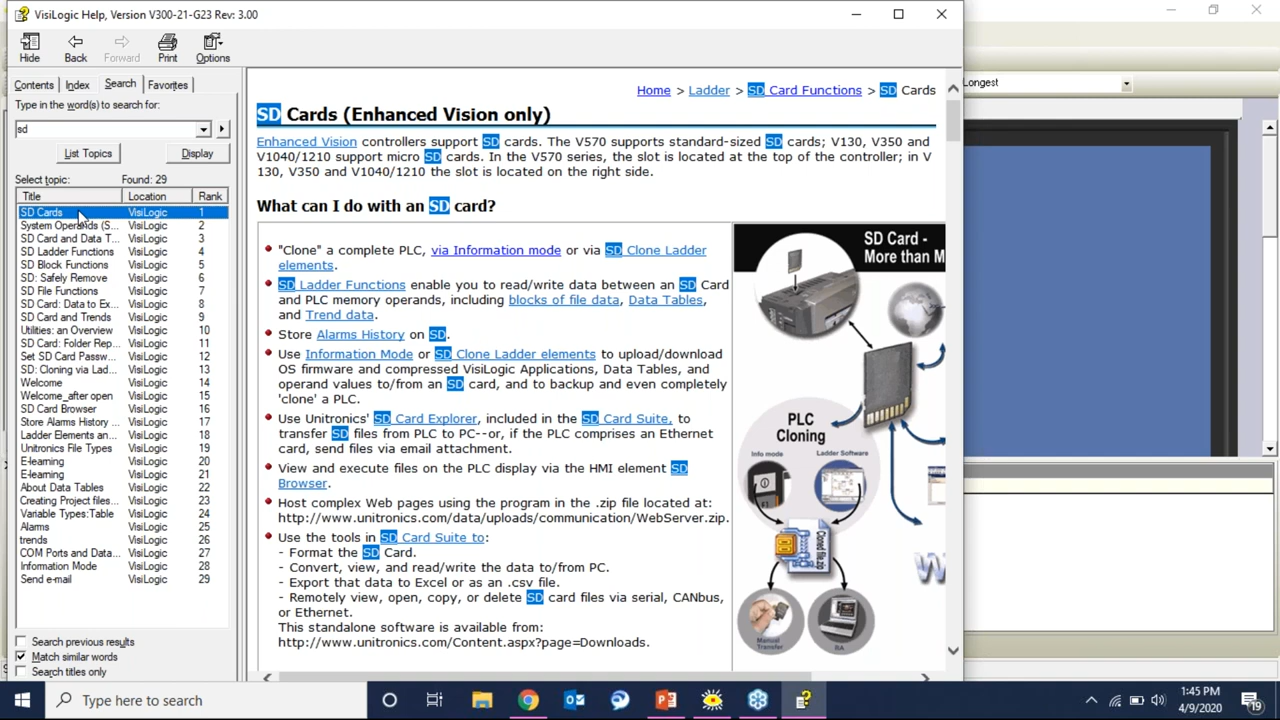 VisiLogic Help, Version V300-21-G23 Rev: 3.00
Hide
Back
Forward
Print
Options
Contents
Index
Search
Favorites
Type in the word(s) to search for:
sd
List Topics
Display
Select topic:
Found: 29
Title
Location
Rank
SD Cards VisiLogic 1
System Operands (S... VisiLogic 2
SD Card and Data T... VisiLogic 3
SD Ladder Functions VisiLogic 4
SD Block Functions VisiLogic 5
SD: Safely Remove VisiLogic 6
SD File Functions VisiLogic 7
SD Card: Data to Ex... VisiLogic 8
SD Card and Trends VisiLogic 9
Utilities: an Overview VisiLogic 10
SD Card: Folder Rep... VisiLogic 11
Set SD Card Passw... VisiLogic 12
SD: Cloning via Lad... VisiLogic 13
Welcome VisiLogic 14
Welcome_after open VisiLogic 15
SD Card Browser VisiLogic 16
Store Alarms History ... VisiLogic 17
Ladder Elements an... VisiLogic 18
Unitronics File Types VisiLogic 19
E-learning VisiLogic 20
E-learning VisiLogic 21
About Data Tables VisiLogic 22
Creating Project files... VisiLogic 23
Variable Types:Table VisiLogic 24
Alarms VisiLogic 25
trends VisiLogic 26
COM Ports and Data... VisiLogic 27
Information Mode VisiLogic 28
Send e-mail VisiLogic 29
Search previous results
Match similar words
Search titles only
Home > Ladder > SD Card Functions > SD Cards
SD Cards (Enhanced Vision only)
Enhanced Vision controllers support SD cards. The V570 supports standard-sized SD cards; V130, V350 and
V1040/1210 support micro SD cards. In the V570 series, the slot is located at the top of the controller; in V
130, V350 and V1040/1210 the slot is located on the right side.
What can I do with an SD card?
"Clone" a complete PLC, via Information mode or via SD Clone Ladder
elements.
SD Ladder Functions enable you to read/write data between an SD Card
and PLC memory operands, including blocks of file data, Data Tables,
and Trend data.
Store Alarms History on SD.
Use Information Mode or SD Clone Ladder elements to upload/download
OS firmware and compressed VisiLogic Applications, Data Tables, and
operand values to/from an SD card, and to backup and even completely
'clone' a PLC.
Use Unitronics' SD Card Explorer, included in the SD Card Suite, to
transfer SD files from PLC to PC--or, if the PLC comprises an Ethernet
card, send files via email attachment.
View and execute files on the PLC display via the HMI element SD
Browser.
Host complex Web pages using the program in the .zip file located at:
http://www.unitronics.com/data/uploads/communication/WebServer.zip.
Use the tools in SD Card Suite to:
- Format the SD Card.
- Convert, view, and read/write the data to/from PC.
- Export that data to Excel or as an .csv file.
- Remotely view, open, copy, or delete SD card files via serial, CANbus,
or Ethernet.
This standalone software is available from:
http://www.unitronics.com/Content.aspx?page=Downloads.
SD Card -
More than M
PLC
Cloning
Info mode
Ladder Software
Cloned file.zip
Manual
Transfer
W
Longest
Type here to search
1:45 PM
4/9/2020
19